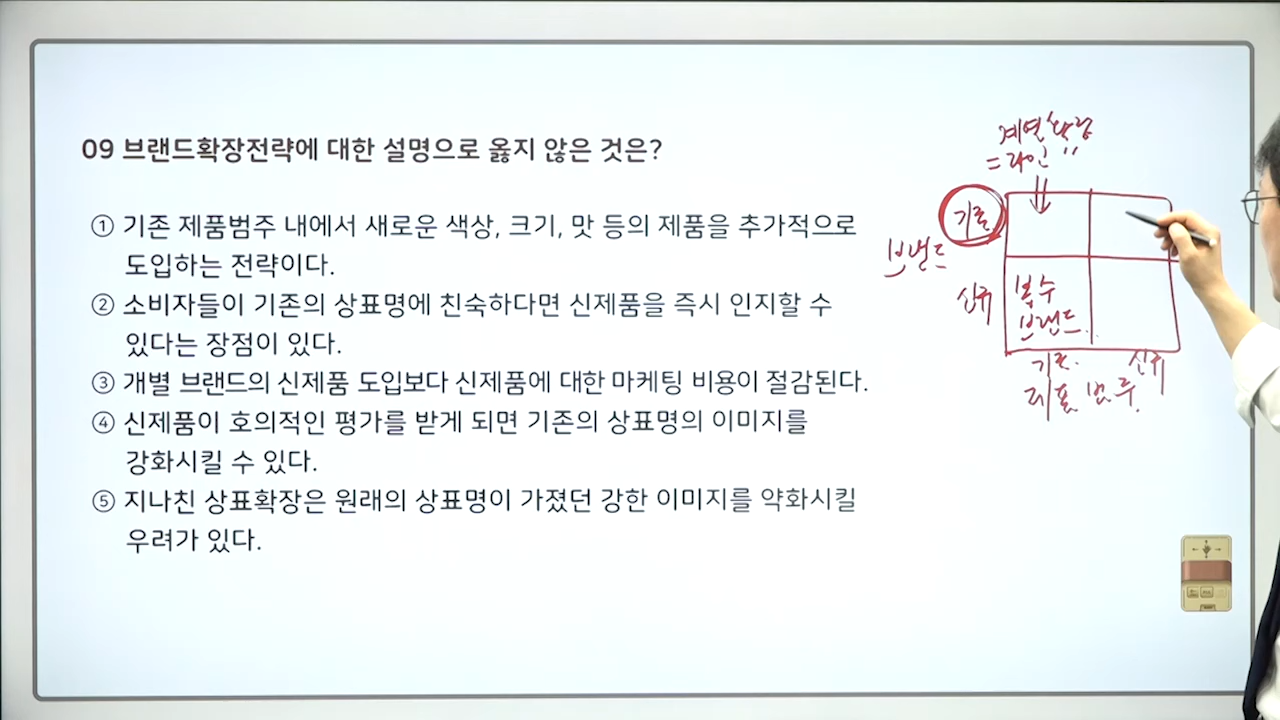 09 브랜드확장전략에 대한 설명으로 옳지 않은 것은?
① 기존 제품범주 내에서 새로운 색상, 크기, 맛 등의 제품을 추가적으로
도입하는 전략이다.
② 소비자들이 기존의 상표명에 친숙하다면 신제품을 즉시 인지할 수
있다는 장점이 있다.
③ 개별 브랜드의 신제품 도입보다 신제품에 대한 마케팅 비용이 절감된다.
④ 신제품이 호의적인 평가를 받게 되면 기존의 상표명의 이미지를
강화시킬 수 있다.
⑤ 지나친 상표확장은 원래의 상표명이 가졌던 강한 이미지를 약화시킬
우려가 있다.
계열확장
= 라인 〃
기존
브랜드
신규
복수
브랜드
기존 신규
제품 범주